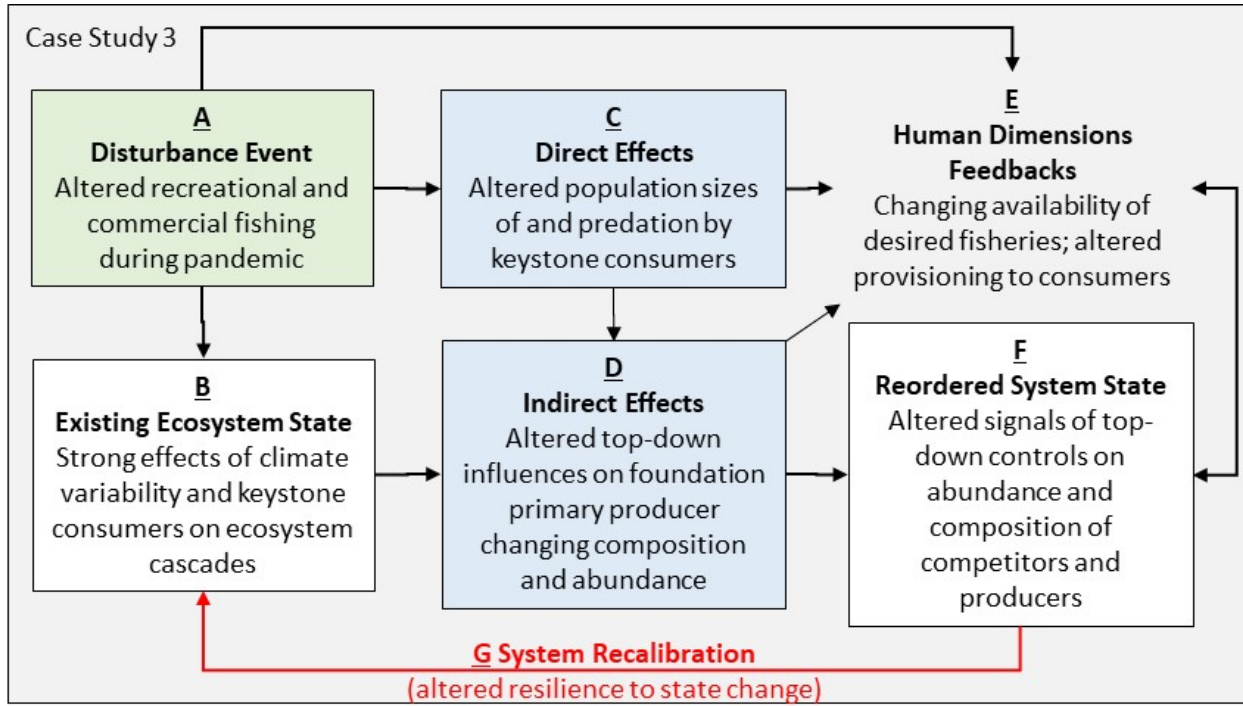 Case Study 3
A
Disturbance Event
Altered recreational and
commercial fishing
during pandemic
C
Direct Effects
Altered population sizes
of and predation by
keystone consumers
E
Human Dimensions
Feedbacks
Changing availability of
desired fisheries; altered
provisioning to consumers
B
Existing Ecosystem State
Strong effects of climate
variability and keystone
consumers on ecosystem
cascades
D
Indirect Effects
Altered top-down
influences on foundation
primary producer
changing composition
and abundance
F
Reordered System State
Altered signals of top-
down controls on
abundance and
composition of
competitors and
producers
G System Recalibration
(altered resilience to state change)